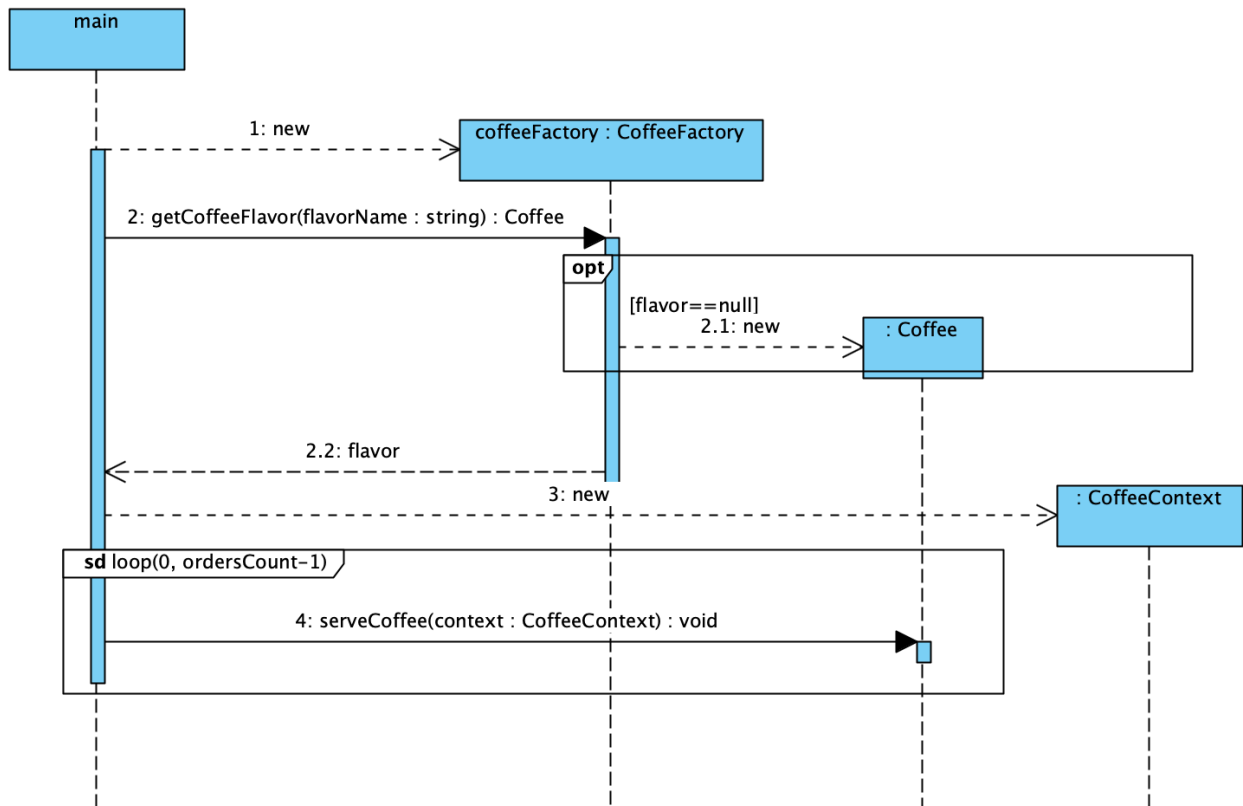 main
1: new
coffeeFactory : CoffeeFactory
2: getCoffeeFlavor(flavorName : string) : Coffee
opt
[flavor==null]
2.1: new
: Coffee
2.2: flavor
3: new
: CoffeeContext
sd loop(0, ordersCount-1)
4: serveCoffee(context : CoffeeContext) : void